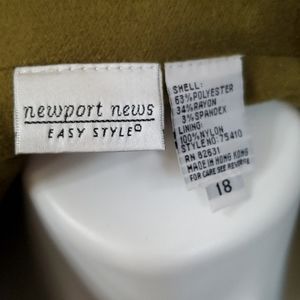 newport news
EASY STYLE®
SHELL:
63% POLYESTER
34% RAYON
3% SPANDEX
LINING:
100% NYLON
STYLE NO: 75410
RN 82631
MADE IN HONG KONG
FOR CARE SEE REVERSE
18